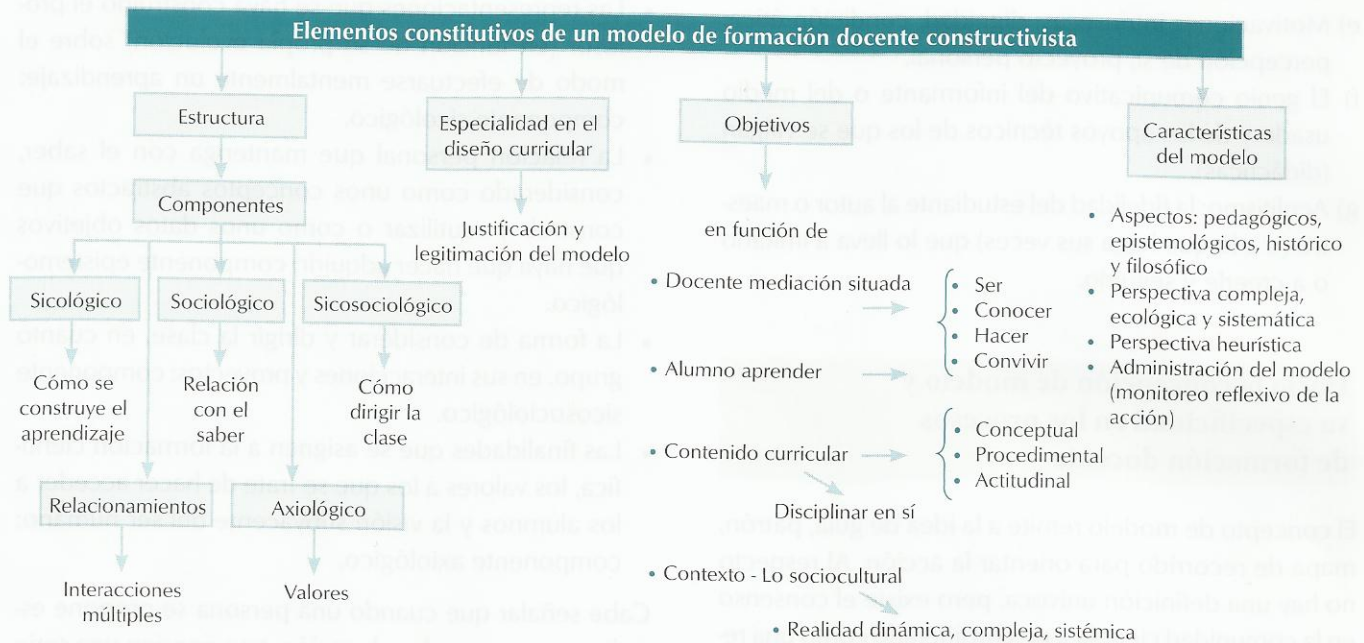 Elementos constitutivos de un modelo de formación docente constructivista
Estructura
Especialidad en el
diseño curricular
Objetivos
Características
del modelo
Componentes
Justificación y
legitimación del modelo
en función de
• Aspectos: pedagógicos,
epistemológicos, histórico
y filosófico
• Perspectiva compleja,
ecológica y sistemática
• Perspectiva heurística
• Administración del modelo
(monitoreo reflexivo de la
acción)
Sicológico
Sociológico
Sicosociológico
• Docente mediación situada
• Ser
• Conocer
• Hacer
• Convivir
Cómo se
construye el
aprendizaje
Relación
con el
saber
Cómo
dirigir la
clase
• Alumno aprender
• Contenido curricular
• Conceptual
• Procedimental
• Actitudinal
Disciplinar en sí
Relacionamientos
Axiológico
Interacciones
múltiples
Valores
• Contexto - Lo sociocultural
• Realidad dinámica, compleja, sistémica